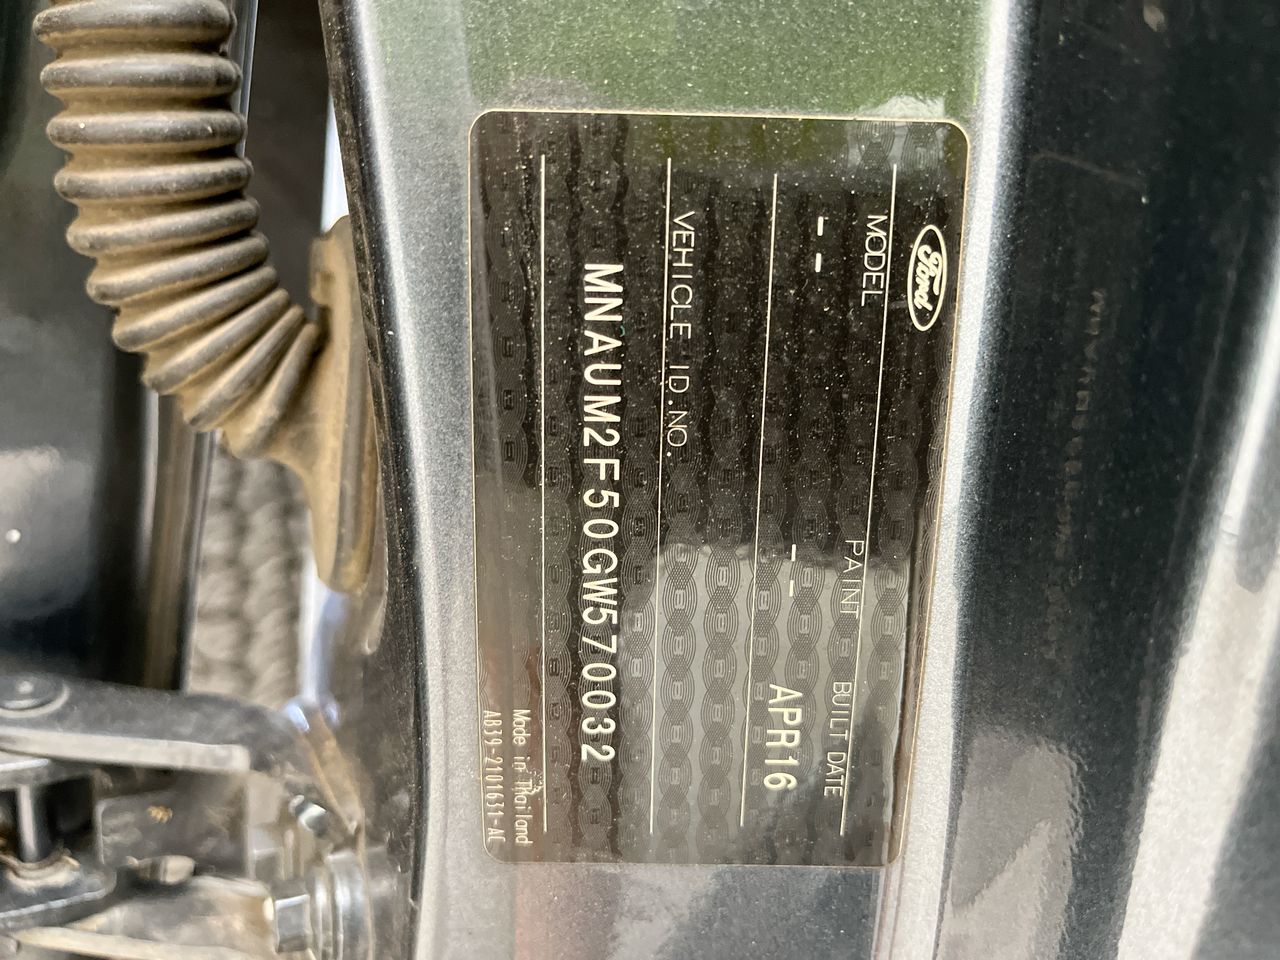 Ford
MODEL PAINT BUILT DATE
-- -- APR16
VEHICLE ID.NO.
MNAUM2F50GW570032
Made in Thailand
AB39-2101631-AC